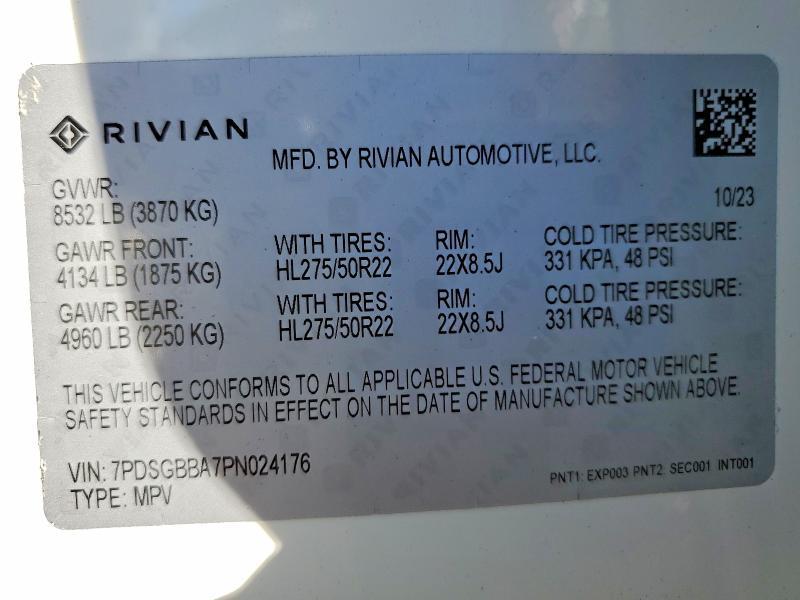 RIVIAN
MFD. BY RIVIAN AUTOMOTIVE, LLC.
10/23
GVWR:
8532 LB (3870 KG)
GAWR FRONT: WITH TIRES: RIM: COLD TIRE PRESSURE:
4134 LB (1875 KG) HL275/50R22 22X8.5J 331 KPA, 48 PSI
GAWR REAR: WITH TIRES: RIM: COLD TIRE PRESSURE:
4960 LB (2250 KG) HL275/50R22 22X8.5J 331 KPA, 48 PSI
THIS VEHICLE CONFORMS TO ALL APPLICABLE U.S. FEDERAL MOTOR VEHICLE
SAFETY STANDARDS IN EFFECT ON THE DATE OF MANUFACTURE SHOWN ABOVE.
VIN: 7PDSGBBA7PN024176
TYPE: MPV
PNT1: EXP003 PNT2: SEC001 INT001